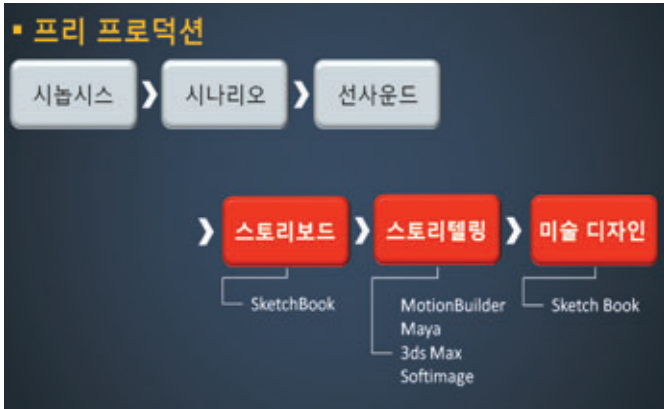 ▪ 프리 프로덕션
시놉시스 ❯ 시나리오 ❯ 선사운드
❯ 스토리보드 ❯ 스토리텔링 ❯ 미술 디자인
SketchBook
MotionBuilder
Maya
3ds Max
Softimage
Sketch Book